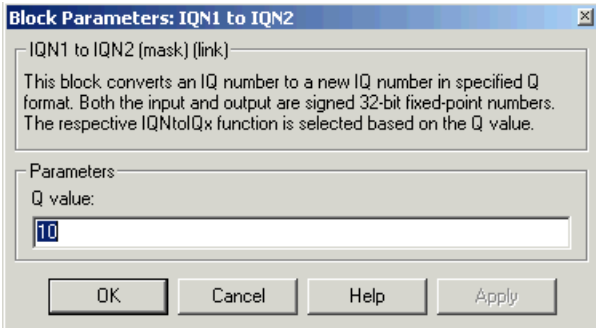 Block Parameters: IQN1 to IQN2
IQN1 to IQN2 (mask) (link)
This block converts an IQ number to a new IQ number in specified Q
format. Both the input and output are signed 32-bit fixed-point numbers.
The respective IQNtoIQx function is selected based on the Q value.
Parameters
Q value:
10
OK Cancel Help Apply